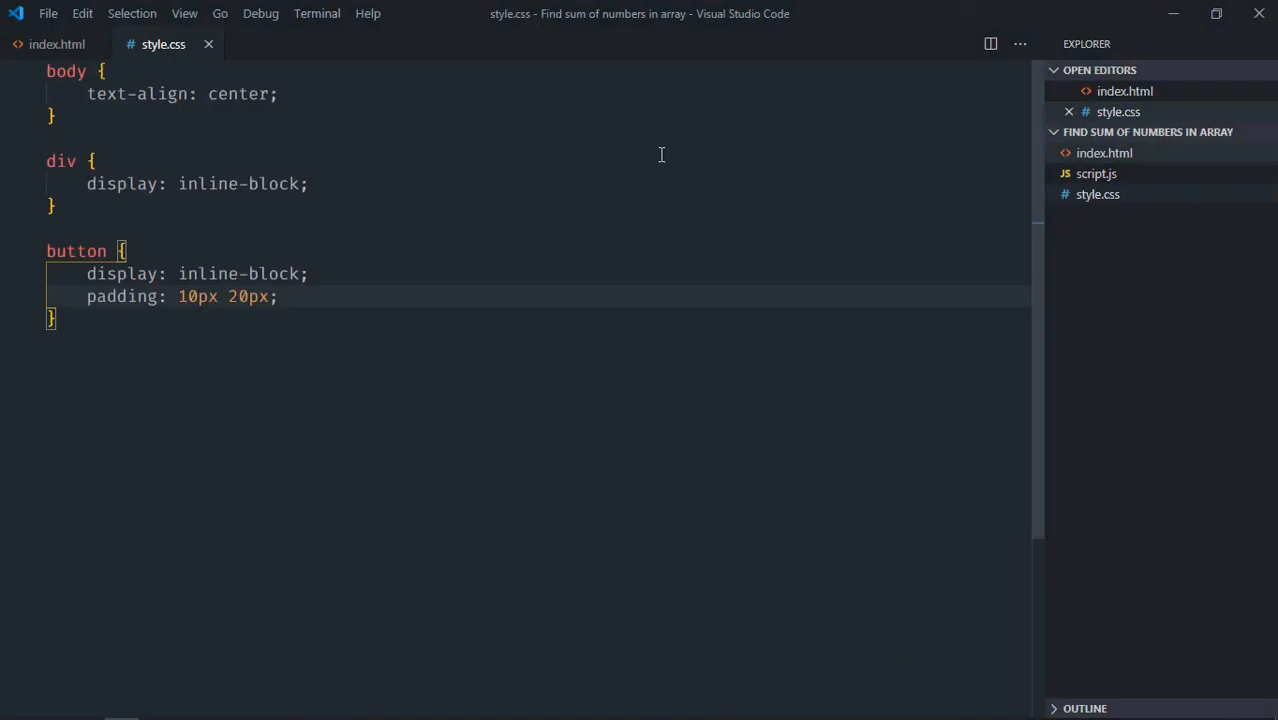 File Edit Selection View Go Debug Terminal Help style.css - Find sum of numbers in array - Visual Studio Code
<> index.html # style.css
EXPLORER
OPEN EDITORS
<> index.html
# style.css
FIND SUM OF NUMBERS IN ARRAY
<> index.html
JS script.js
# style.css
OUTLINE
body {
text-align: center;
}
div {
display: inline-block;
}
button {
display: inline-block;
padding: 10px 20px;
}